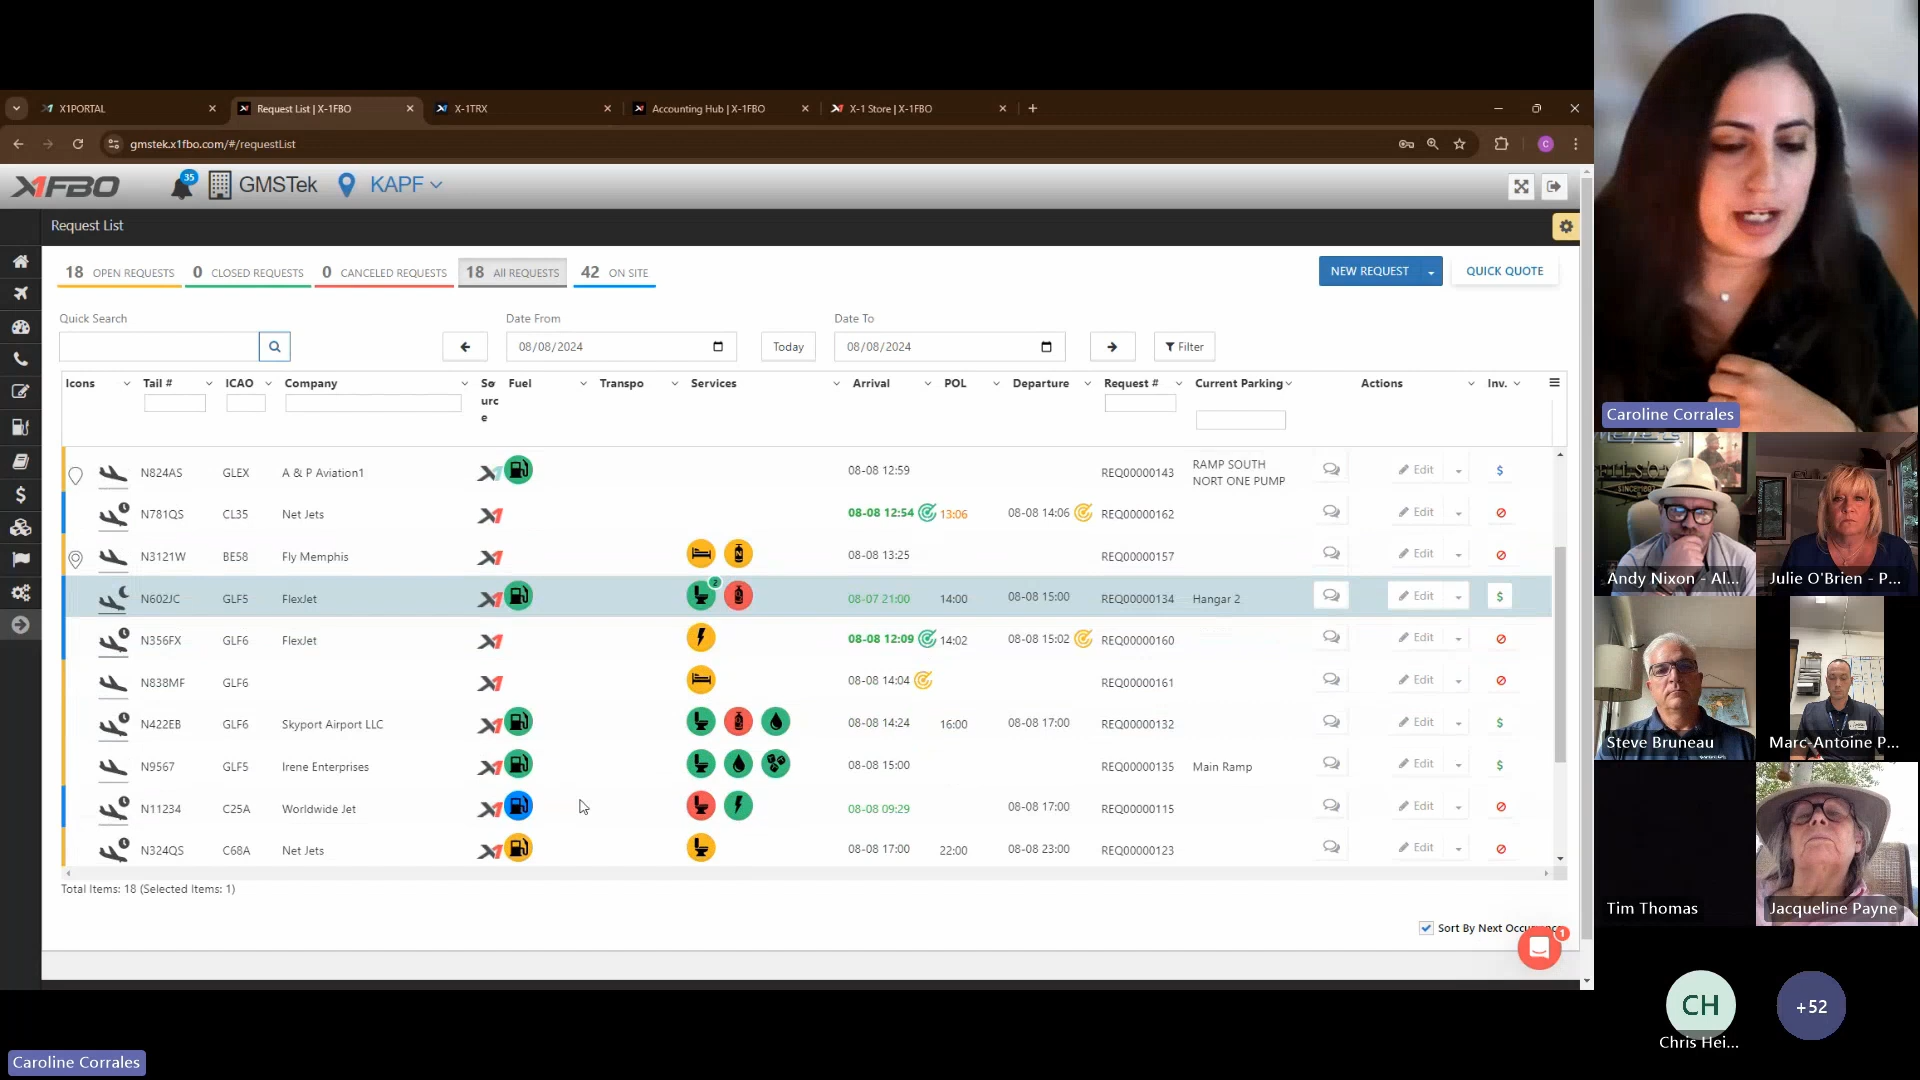 X1PORTAL
Request List | X-1FBO
X-1TRX
Accounting Hub | X-1FBO
X-1 Store | X-1FBO
gmstek.x1fbo.com/#/requestList
C
X1FBO
35
GMSTek
KAPF
Request List
18 OPEN REQUESTS
0 CLOSED REQUESTS
0 CANCELED REQUESTS
18 All REQUESTS
42 ON SITE
NEW REQUEST
QUICK QUOTE
Quick Search
Date From
Date To
08/08/2024
Today
08/08/2024
Filter
Icons Tail # ICAO Company So Fuel Transpo Services Arrival POL Departure Request # Current Parking Actions Inv.
urc
e
N824AS GLEX A & P Aviation1 X1 08-08 12:59 REQ00000143 RAMP SOUTH Edit $
NORT ONE PUMP
N781QS CL35 Net Jets X1 08-08 12:54 13:06 08-08 14:06 REQ00000162 Edit
N3121W BE58 Fly Memphis X1 N 08-08 13:25 REQ00000157 Edit
N602JC GLF5 FlexJet X1 2 08-07 21:00 14:00 08-08 15:00 REQ00000134 Hangar 2 Edit $
N356FX GLF6 FlexJet X1 08-08 12:09 14:02 08-08 15:02 REQ00000160 Edit
N838MF GLF6 X1 08-08 14:04 REQ00000161 Edit
N422EB GLF6 Skyport Airport LLC X1 08-08 14:24 16:00 08-08 17:00 REQ00000132 Edit $
N9567 GLF5 Irene Enterprises X1 08-08 15:00 REQ00000135 Main Ramp Edit $
N11234 C25A Worldwide Jet X1 08-08 09:29 08-08 17:00 REQ00000115 Edit
N324QS C68A Net Jets X1 08-08 17:00 22:00 08-08 23:00 REQ00000123 Edit
Total Items: 18 (Selected Items: 1)
Sort By Next
1
Caroline Corrales
Andy Nixon - Al...
Julie O'Brien - P...
Steve Bruneau
Marc-Antoine P...
Tim Thomas
Jacqueline Payne
CH
Chris Hei...
+52
Caroline Corrales